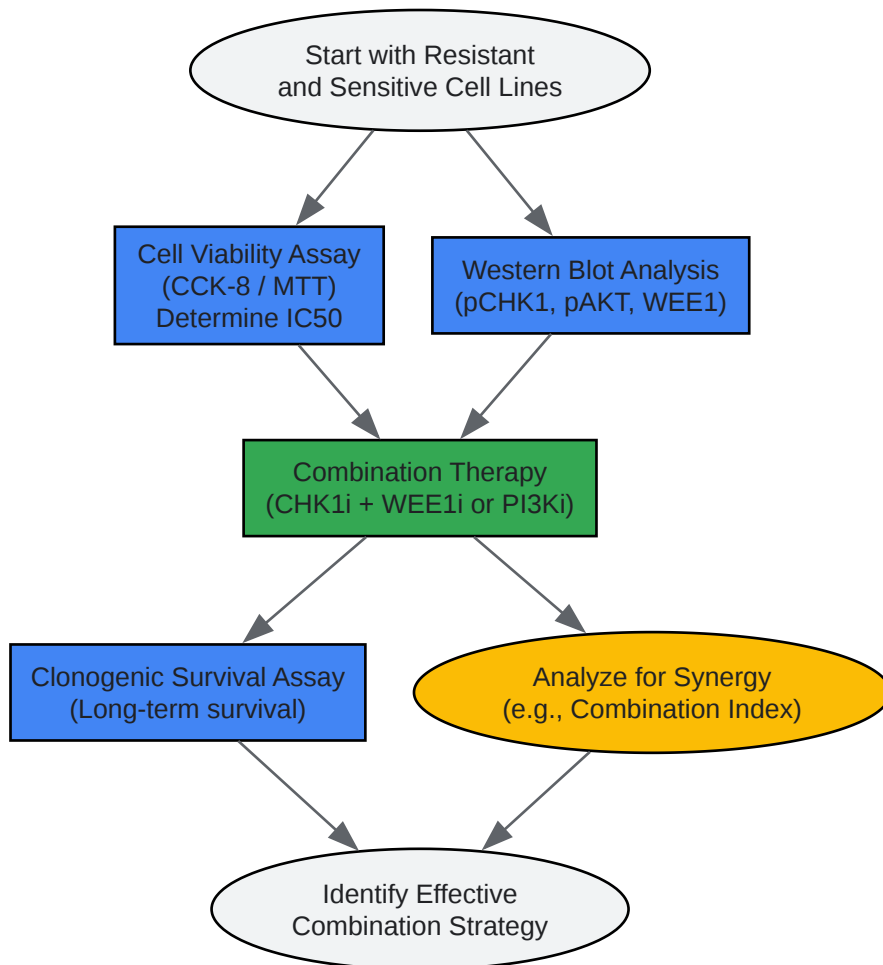 Start with Resistant
and Sensitive Cell Lines
Cell Viability Assay
(CCK-8 / MTT)
Determine IC50
Western Blot Analysis
(pCHK1, pAKT, WEE1)
Combination Therapy
(CHK1i + WEE1i or PI3Ki)
Clonogenic Survival Assay
(Long-term survival)
Analyze for Synergy
(e.g., Combination Index)
Identify Effective
Combination Strategy